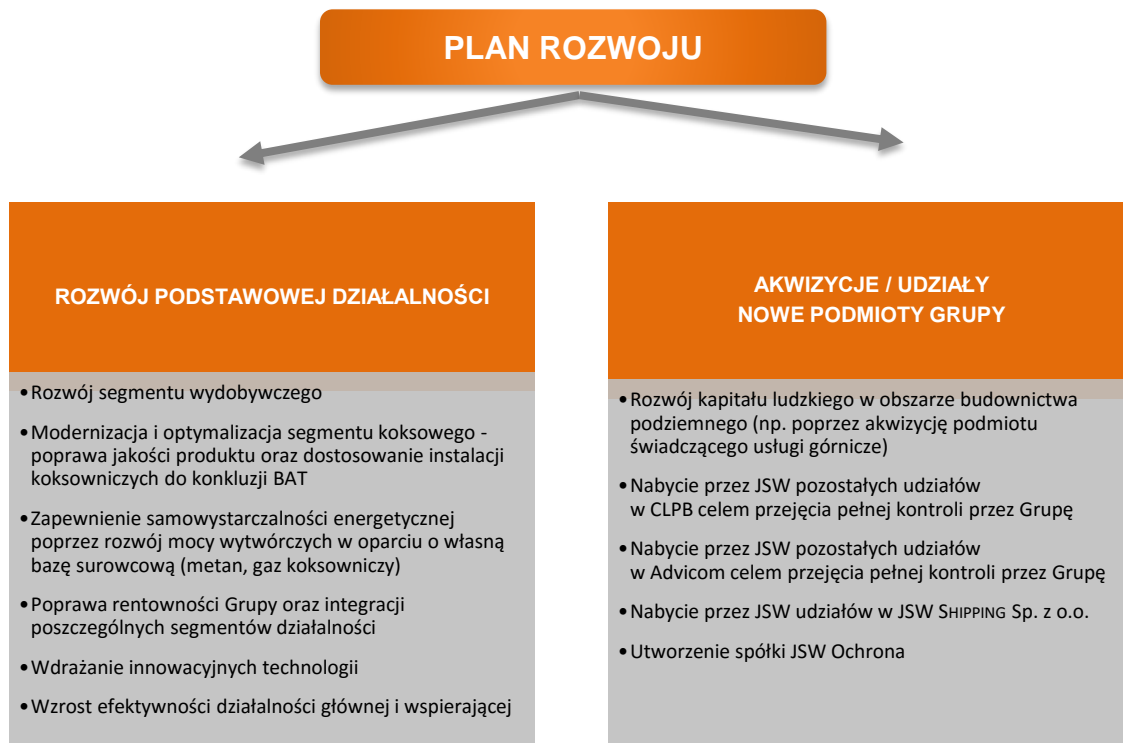 PLAN ROZWOJU
ROZWÓJ PODSTAWOWEJ DZIAŁALNOŚCI
•Rozwój segmentu wydobywczego
•Modernizacja i optymalizacja segmentu koksowego -
poprawa jakości produktu oraz dostosowanie instalacji
koksowniczych do konkluzji BAT
•Zapewnienie samowystarczalności energetycznej
poprzez rozwój mocy wytwórczych w oparciu o własną
bazę surowcową (metan, gaz koksowniczy)
•Poprawa rentowności Grupy oraz integracji
poszczególnych segmentów działalności
•Wdrażanie innowacyjnych technologii
•Wzrost efektywności działalności głównej i wspierającej
AKWIZYCJE / UDZIAŁY
NOWE PODMIOTY GRUPY
•Rozwój kapitału ludzkiego w obszarze budownictwa
podziemnego (np. poprzez akwizycję podmiotu
świadczącego usługi górnicze)
•Nabycie przez JSW pozostałych udziałów
w CLPB celem przejęcia pełnej kontroli przez Grupę
•Nabycie przez JSW pozostałych udziałów
w Advicom celem przejęcia pełnej kontroli przez Grupę
•Nabycie przez JSW udziałów w JSW SHIPPING Sp. z o.o.
•Utworzenie spółki JSW Ochrona